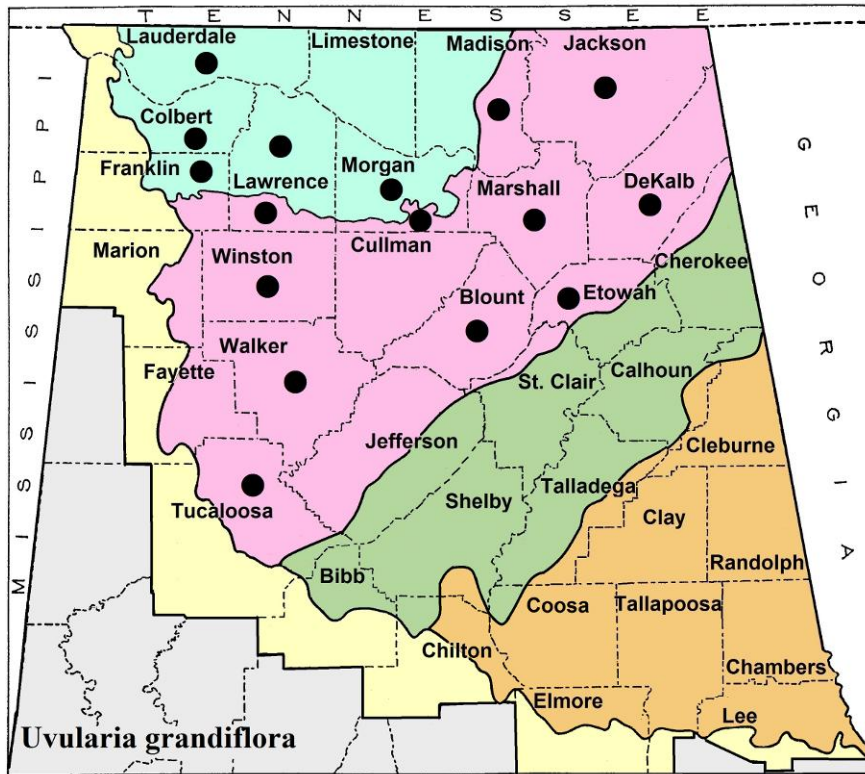 T E N N E S S E E
Lauderdale
Limestone
Madison
Jackson
Colbert
Franklin
Lawrence
Morgan
Marshall
DeKalb
Marion
Winston
Cullman
Cherokee
Blount
Etowah
Walker
Fayette
St. Clair
Calhoun
Jefferson
Cleburne
Tucaloosa
Shelby
Talladega
Clay
Randolph
Bibb
Coosa
Tallapoosa
Chilton
Chambers
Elmore
Lee
M I S S I S S I P P I
G E O R G I A
Uvularia grandiflora